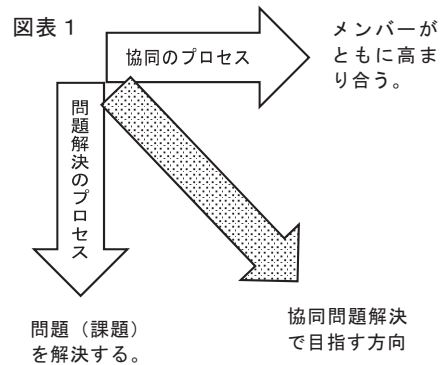 図表１
協同のプロセス
メンバーが
ともに高ま
り合う。
問題解決のプロセス
問題（課題）
を解決する。
協同問題解決
で目指す方向